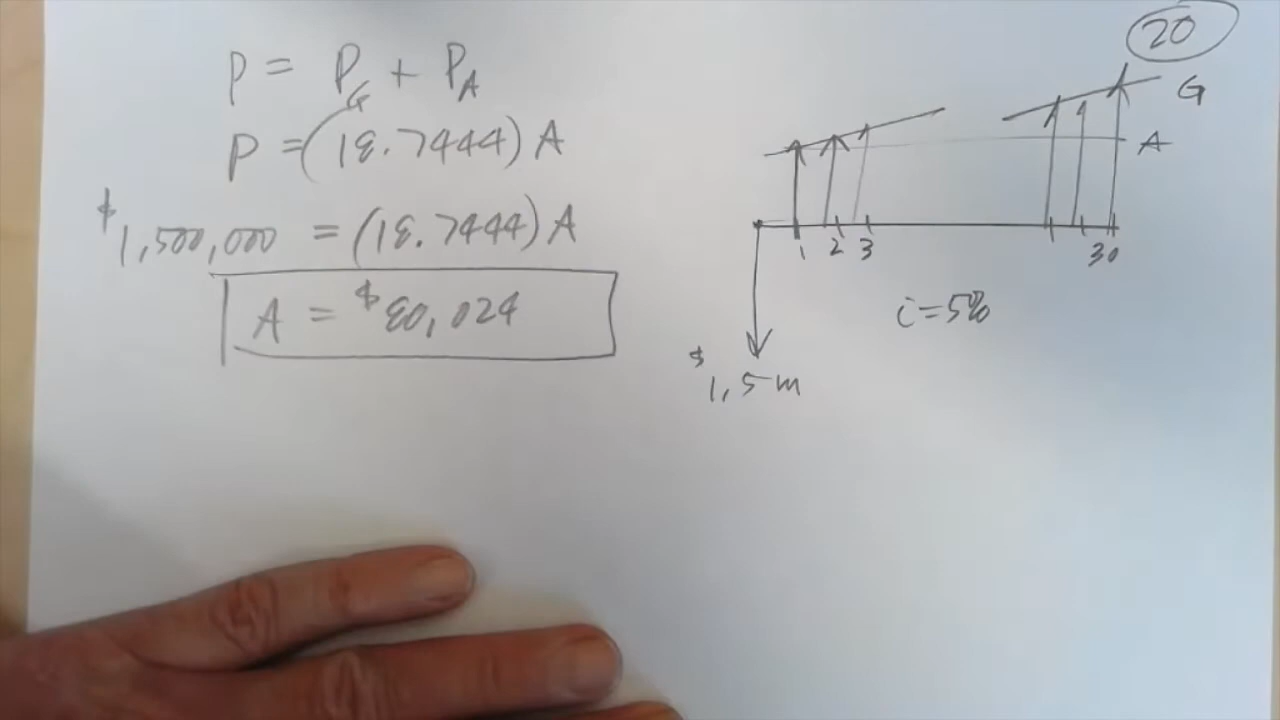 P = P_G + P_A
P = (18.7444) A
$1,500,000 = (18.7444) A
A = $80,024
20
G
A
1 2 3 30
i = 5%
$1,5 m